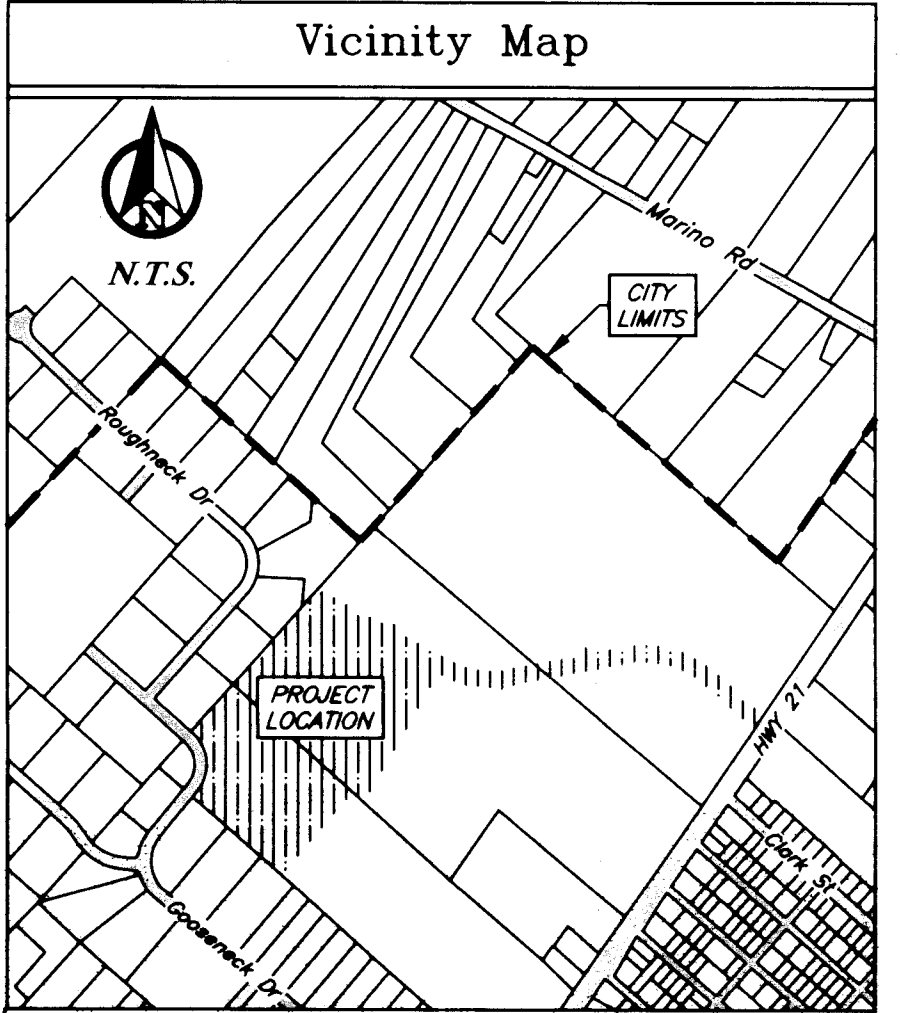 Vicinity Map
N
N.T.S.
Marino Rd
CITY
LIMITS
Roughneck Dr
PROJECT
LOCATION
HWY 21
Clark St
Gooseneck Dr